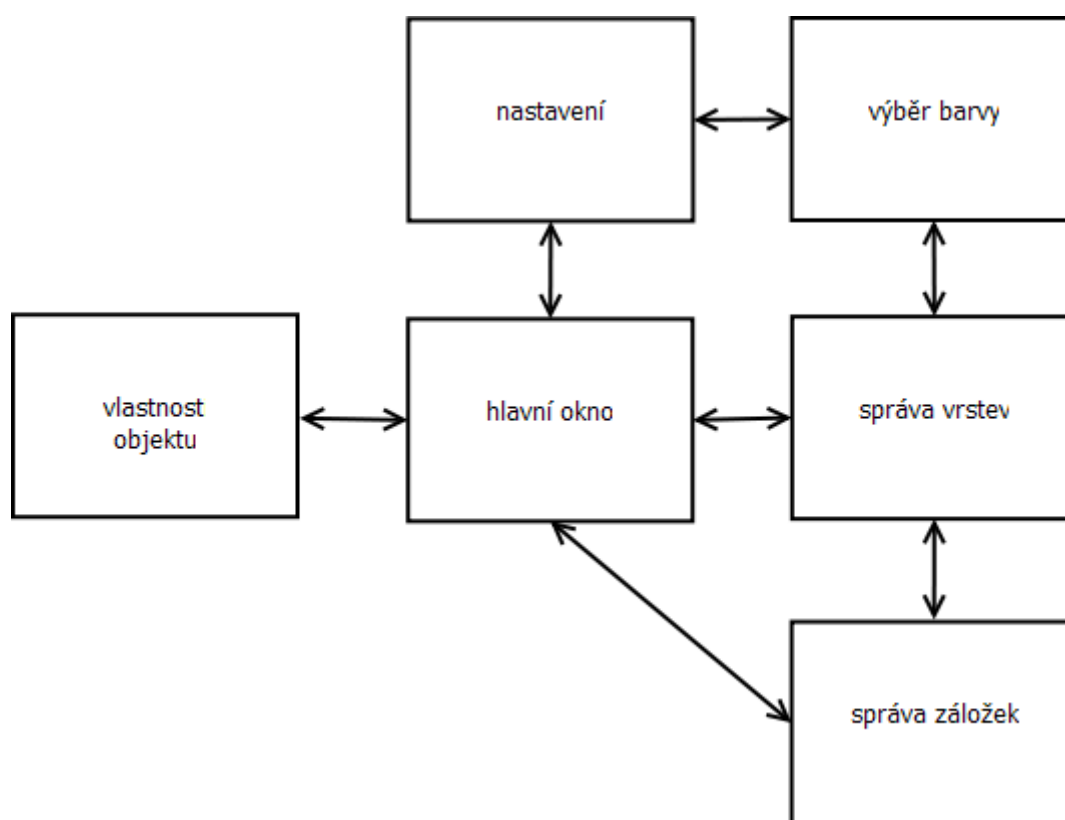 nastavení
výběr barvy
vlastnost
objektu
hlavní okno
správa vrstev
správa záložek